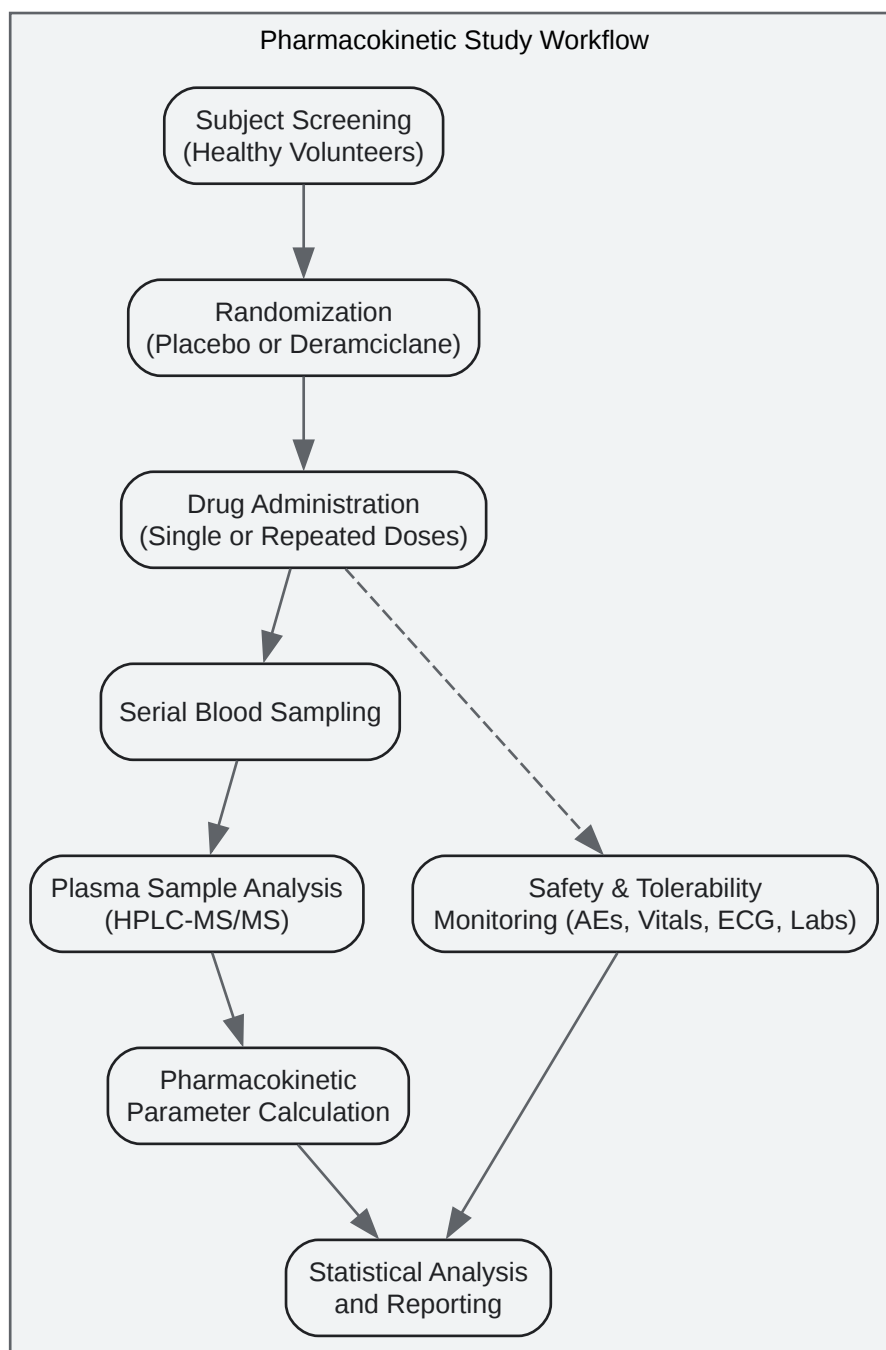 Pharmacokinetic Study Workflow
Subject Screening
(Healthy Volunteers)
Randomization
(Placebo or Deramciclane)
Drug Administration
(Single or Repeated Doses)
Serial Blood Sampling
Plasma Sample Analysis
(HPLC-MS/MS)
Safety & Tolerability
Monitoring (AEs, Vitals, ECG, Labs)
Pharmacokinetic
Parameter Calculation
Statistical Analysis
and Reporting